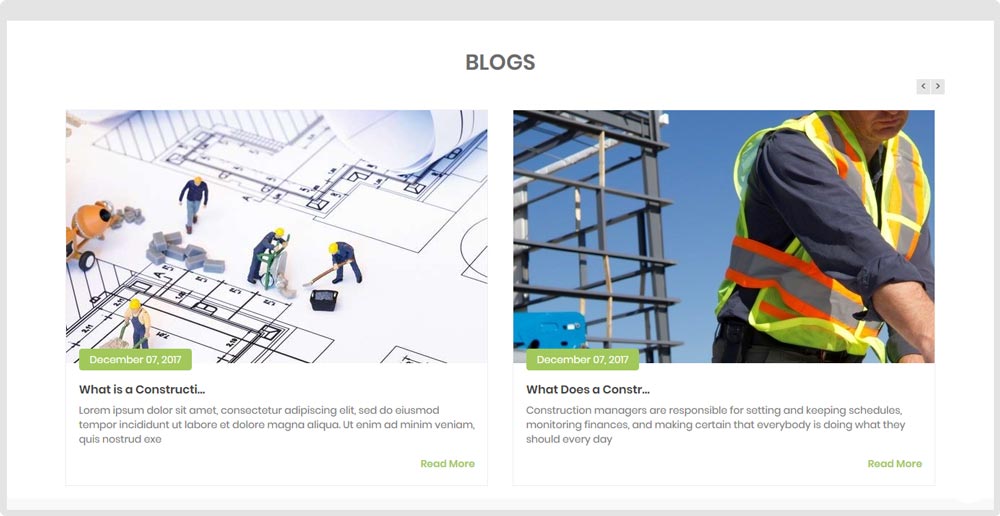 BLOGS
December 07, 2017
What is a Constructi...
Lorem ipsum dolor sit amet, consectetur adipiscing elit, sed do eiusmod
tempor incididunt ut labore et dolore magna aliqua. Ut enim ad minim veniam,
quis nostrud exe
Read More
December 07, 2017
What Does a Constr...
Construction managers are responsible for setting and keeping schedules,
monitoring finances, and making certain that everybody is doing what they
should every day
Read More